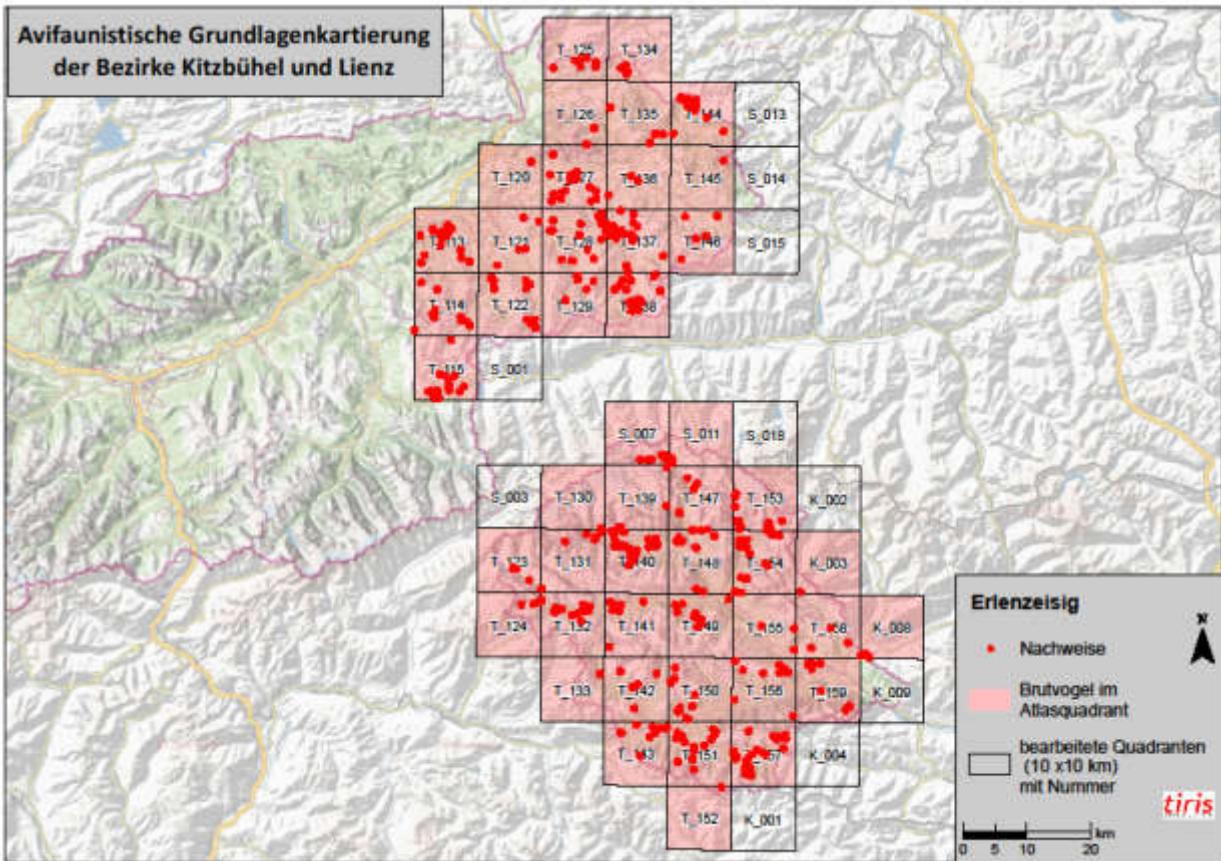 Avifaunistische Grundlagenkartierung
der Bezirke Kitzbühel und Lienz
T_125 T_134
T_126 T_135 T_144 S_013
T_120 T_127 T_136 T_145 S_014
T_113 T_121 T_128 T_137 T_146 S_015
T_114 T_122 T_129 T_138
T_115 S_001
S_007 S_011 S_018
S_003 T_130 T_139 T_147 T_153 K_002
T_123 T_131 T_140 T_148 T_154 K_003
T_124 T_132 T_141 T_149 T_155 T_158 K_008
T_133 T_142 T_150 T_156 T_159 K_009
T_143 T_151 T_157 K_004
T_152 K_001
Erlenzeisig
N
Nachweise
Brutvogel im
Atlasquadrant
bearbeitete Quadranten
(10 x10 km)
mit Nummer
tiris
km
0 5 10 20